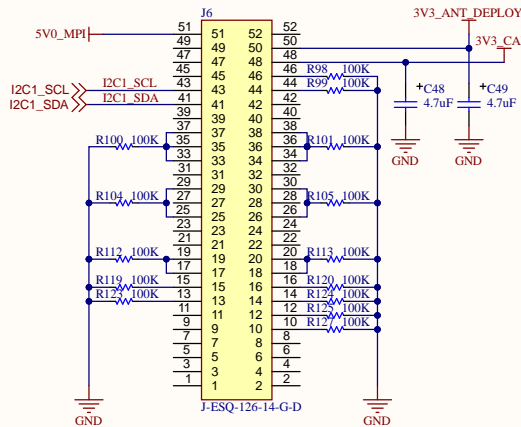 J6
3V3_ANT_DEPLOY
5V0_MPI 51 51 52 52
49 49 50 50
3V3_CA
47 47 48 48
45 45 46 46 R98 100K
I2C1_SCL I2C1_SCL 43 43 44 44 R99 100K
I2C1_SDA I2C1_SDA 41 41 42 42
+C48 4.7uF
+C49 4.7uF
39 39 40 40
R100 100K 37 37 38 38 R101 100K
35 35 36 36
33 33 34 34
GND GND
31 31 32 32
R104 100K 29 29 30 30 R105 100K
27 27 28 28
25 25 26 26
23 23 24 24
21 21 22 22
R112 100K 19 19 20 20 R113 100K
17 17 18 18
R119 100K 15 15 16 16 R120 100K
R123 100K 13 13 14 14 R124 100K
11 11 12 12 R125 100K
9 9 10 10 R127 100K
7 7 8 8
5 5 6 6
3 3 4 4
1 1 2 2
GND J-ESQ-126-14-G-D GND